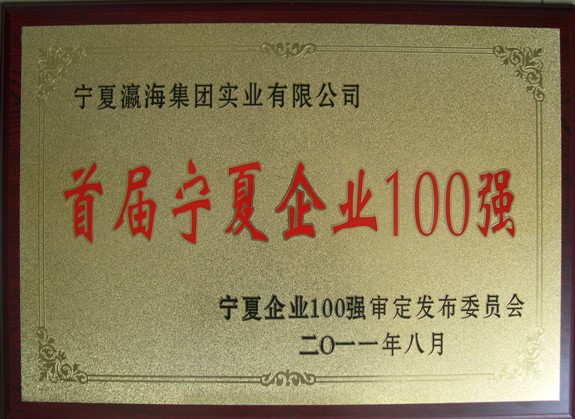 宁夏瀛海集团实业有限公司
首届宁夏企业100强
宁夏企业100强审定发布委员会
二〇一一年八月